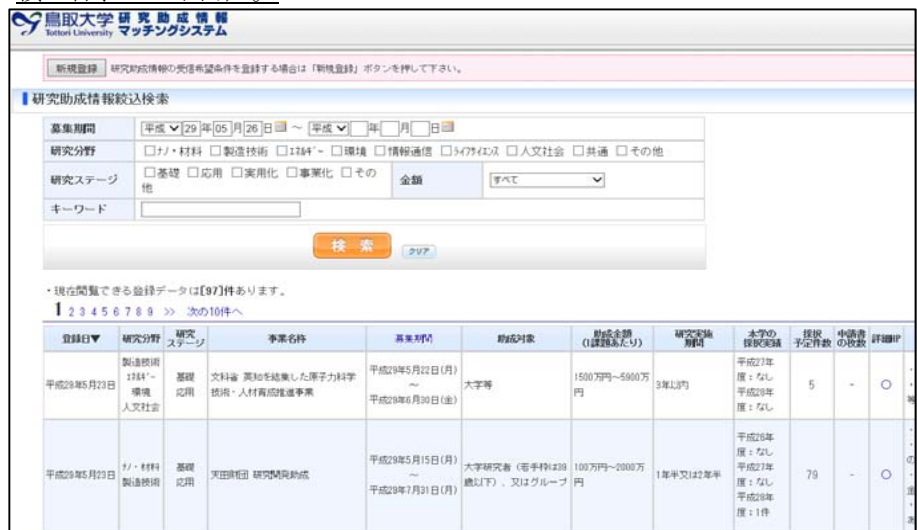 鳥取大学 研究助成情報
Tottori University マッチングシステム
新規登録 研究助成情報の受信希望条件を登録する場合は「新規登録」ボタンを押して下さい。
研究助成情報絞込検索
募集期間 平成 29 年 05 月 26 日 ～ 平成 年 月 日
研究分野 ナノ・材料 製造技術 エネルギー 環境 情報通信 ライフサイエンス 人文社会 共通 その他
研究ステージ 基礎 応用 実用化 事業化 その
他
金額 すべて
キーワード
検 索 クリア
・現在閲覧できる登録データは[97]件あります。
1 2 3 4 5 6 7 8 9 >> 次の10件へ
登録日▼ 研究分野 研究ステージ 事業名称 募集期間 助成対象 助成金額(1課題あたり) 研究実施期間 本学の採択実績 採択予定件数 申請書の枚数 詳細HP
平成29年5月23日
製造技術
エネルギー
環境
人文社会
基礎
応用
文科省 英知を結集した原子力科学
技術・人材育成推進事業
平成29年5月22日(月)
～
平成29年6月30日(金)
大学等
1500万円～5900万
円
3年以内
平成27年
度：なし
平成28年
度：なし
5 - ○
平成29年5月23日
ナノ・材料
製造技術
基礎
応用
天田財団 研究開発助成
平成29年5月15日(月)
～
平成29年7月31日(月)
大学研究者（若手枠は39
歳以下）、又はグループ
100万円～2000万
円
1年半又は2年半
平成26年
度：なし
平成27年
度：なし
平成28年
度：1件
79 - ○